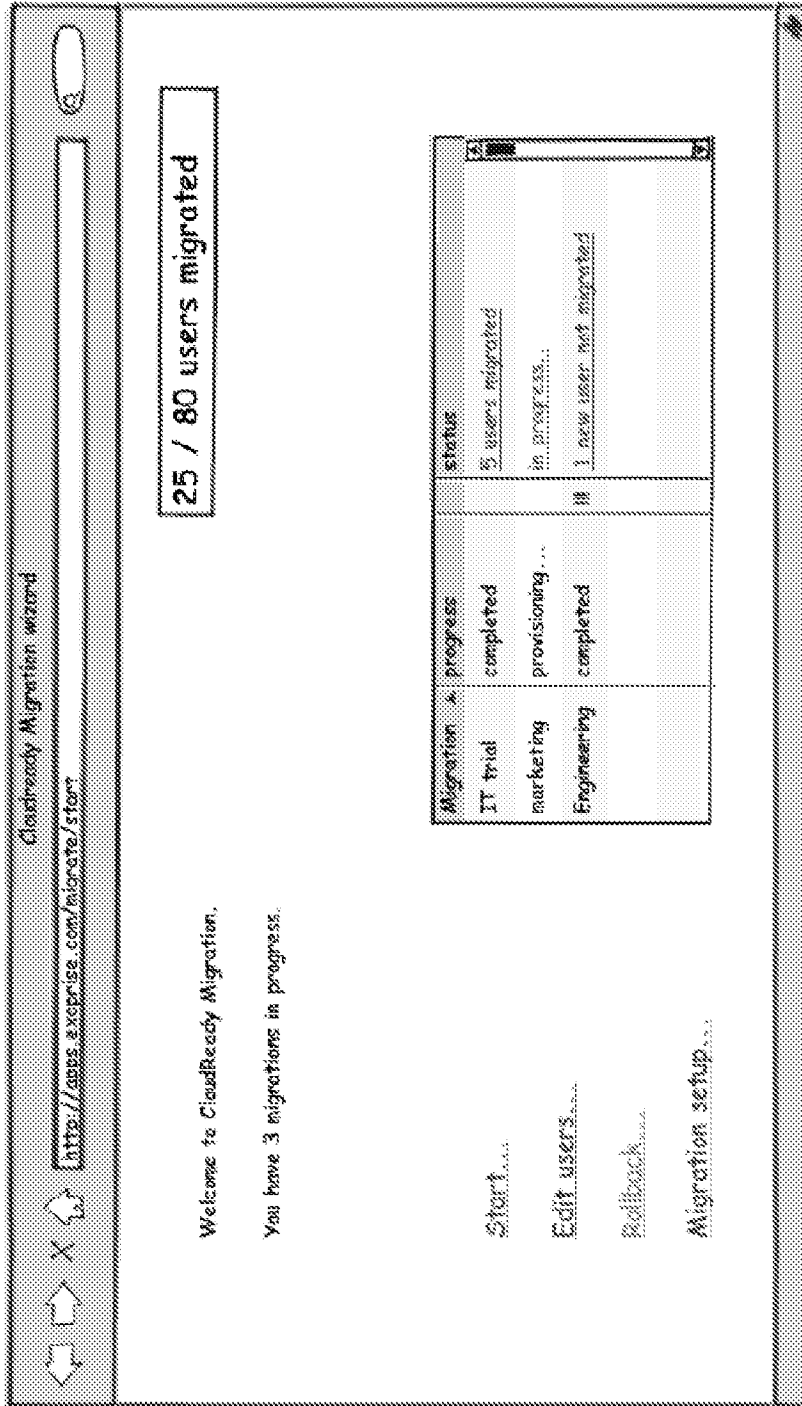 Cloudready Migration wizard
http://apps.exoprise.com/migrate/start
Welcome to CloudReady Migration.
25 / 80 users migrated
You have 3 migrations in progress.
Start...
Edit users...
Rollback...
Migration setup...
Migration progress status
IT trial completed 5 users migrated
marketing provisioning... in progress...
Engineering completed !!! 1 new user not migrated